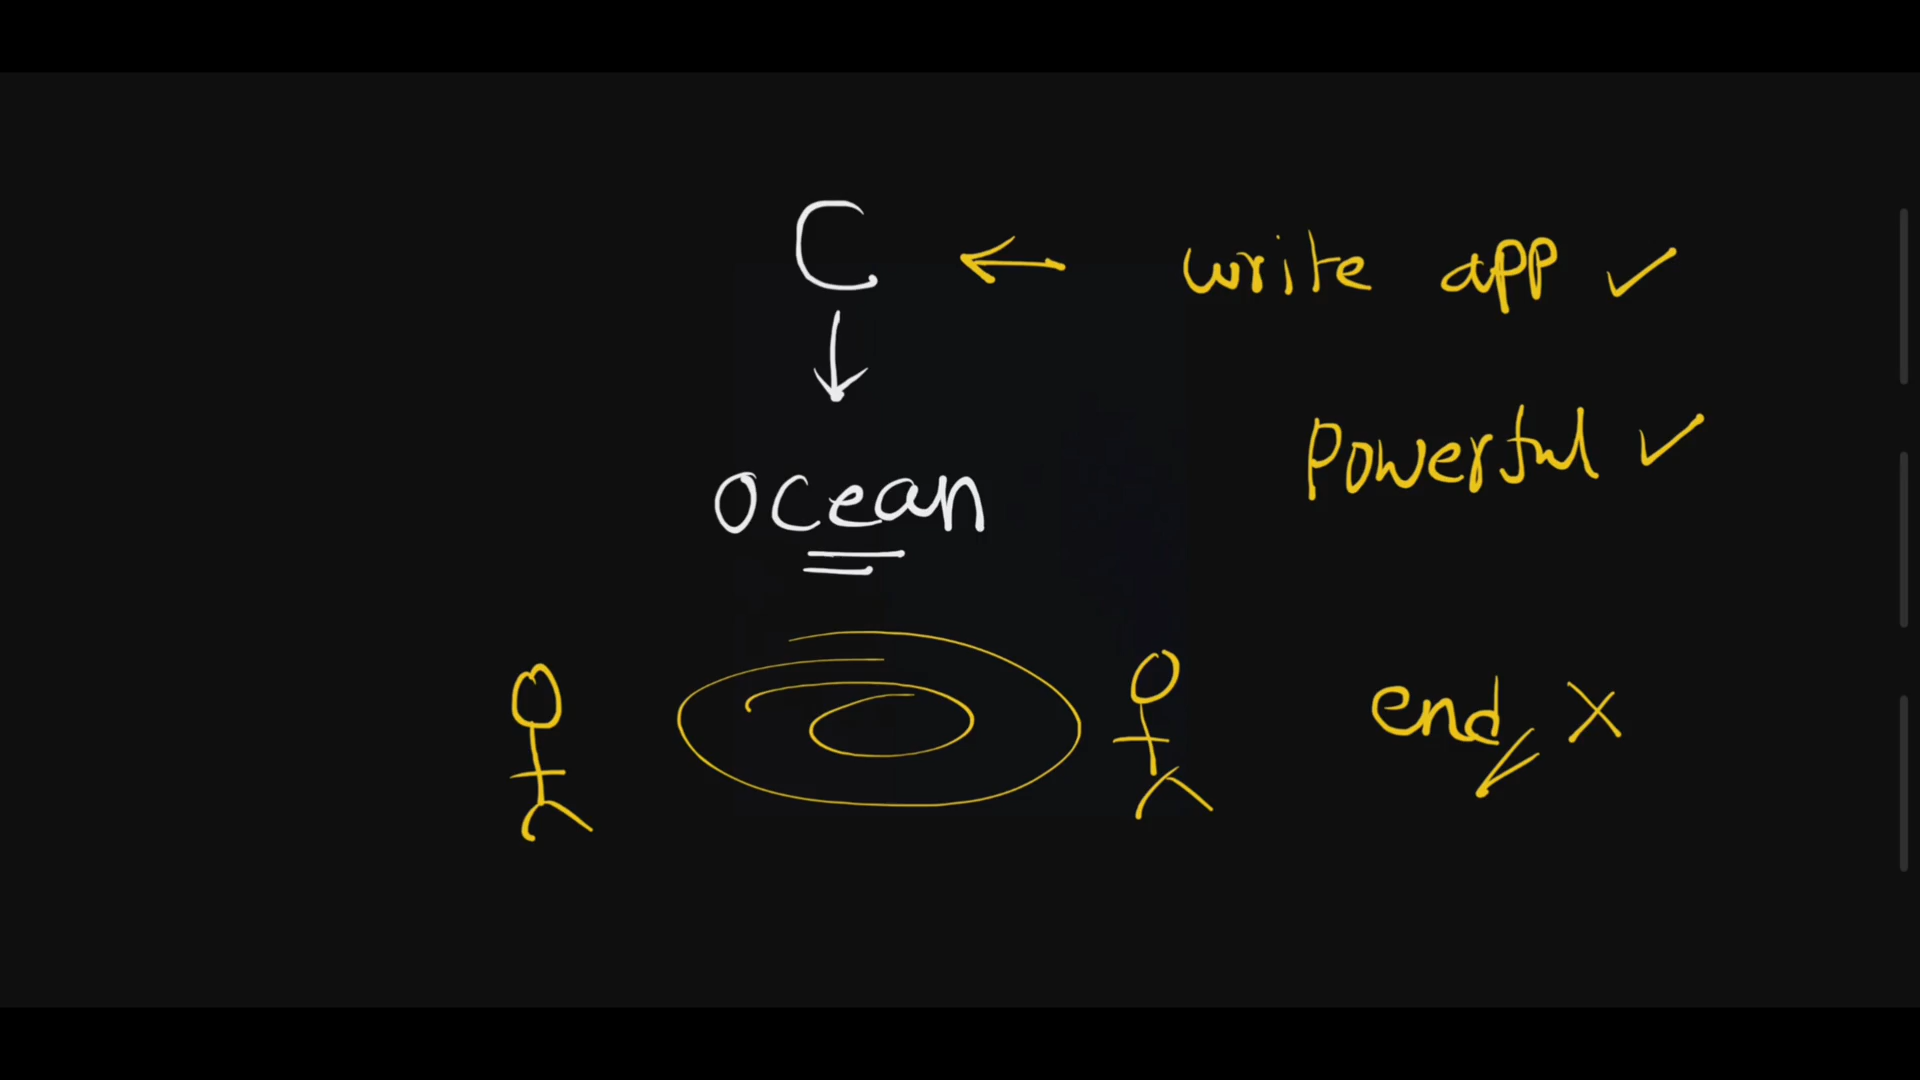 C ← write app ✓
ocean
Powerful ✓
end X